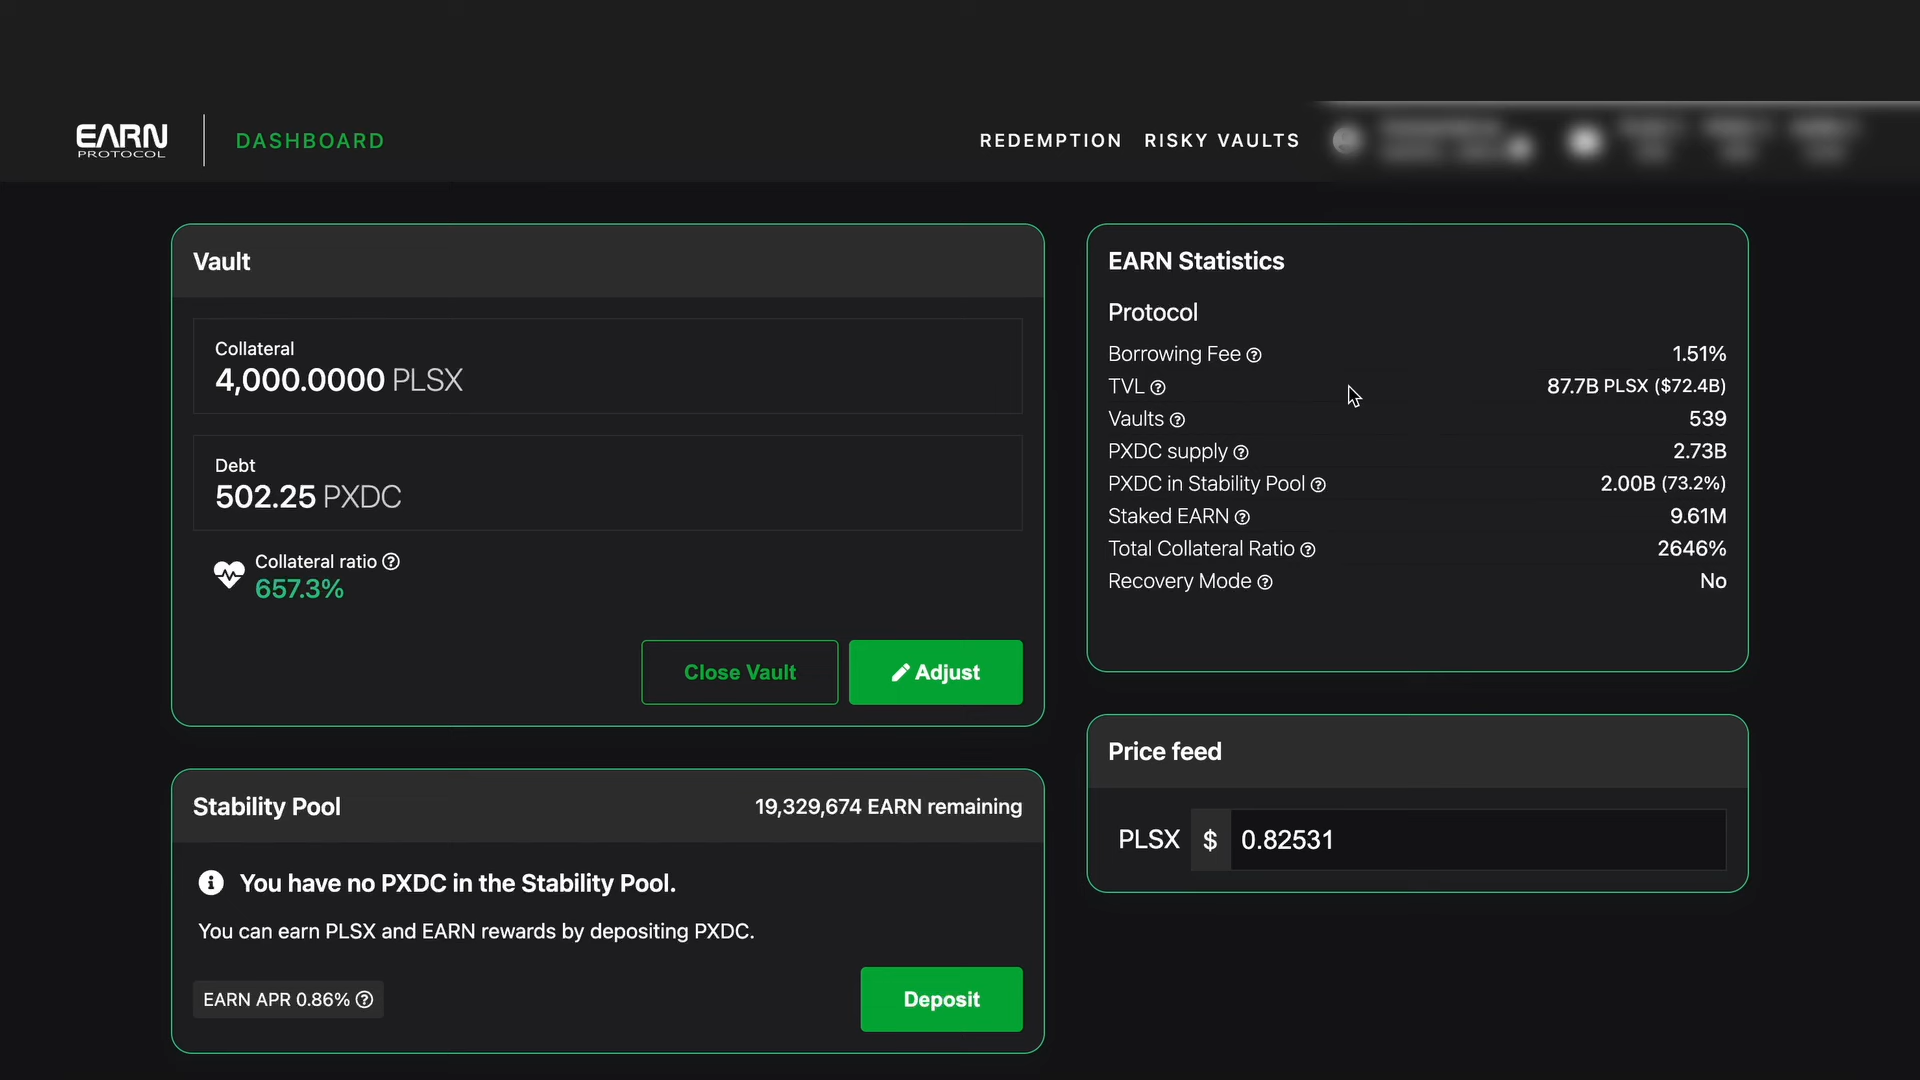 EARN
PROTOCOL
DASHBOARD
REDEMPTION RISKY VAULTS
Vault
Collateral
4,000.0000 PLSX
Debt
502.25 PXDC
Collateral ratio
657.3%
Close Vault
Adjust
Stability Pool
19,329,674 EARN remaining
You have no PXDC in the Stability Pool.
You can earn PLSX and EARN rewards by depositing PXDC.
EARN APR 0.86%
Deposit
EARN Statistics
Protocol
Borrowing Fee 1.51%
TVL 87.7B PLSX ($72.4B)
Vaults 539
PXDC supply 2.73B
PXDC in Stability Pool 2.00B (73.2%)
Staked EARN 9.61M
Total Collateral Ratio 2646%
Recovery Mode No
Price feed
PLSX $ 0.82531